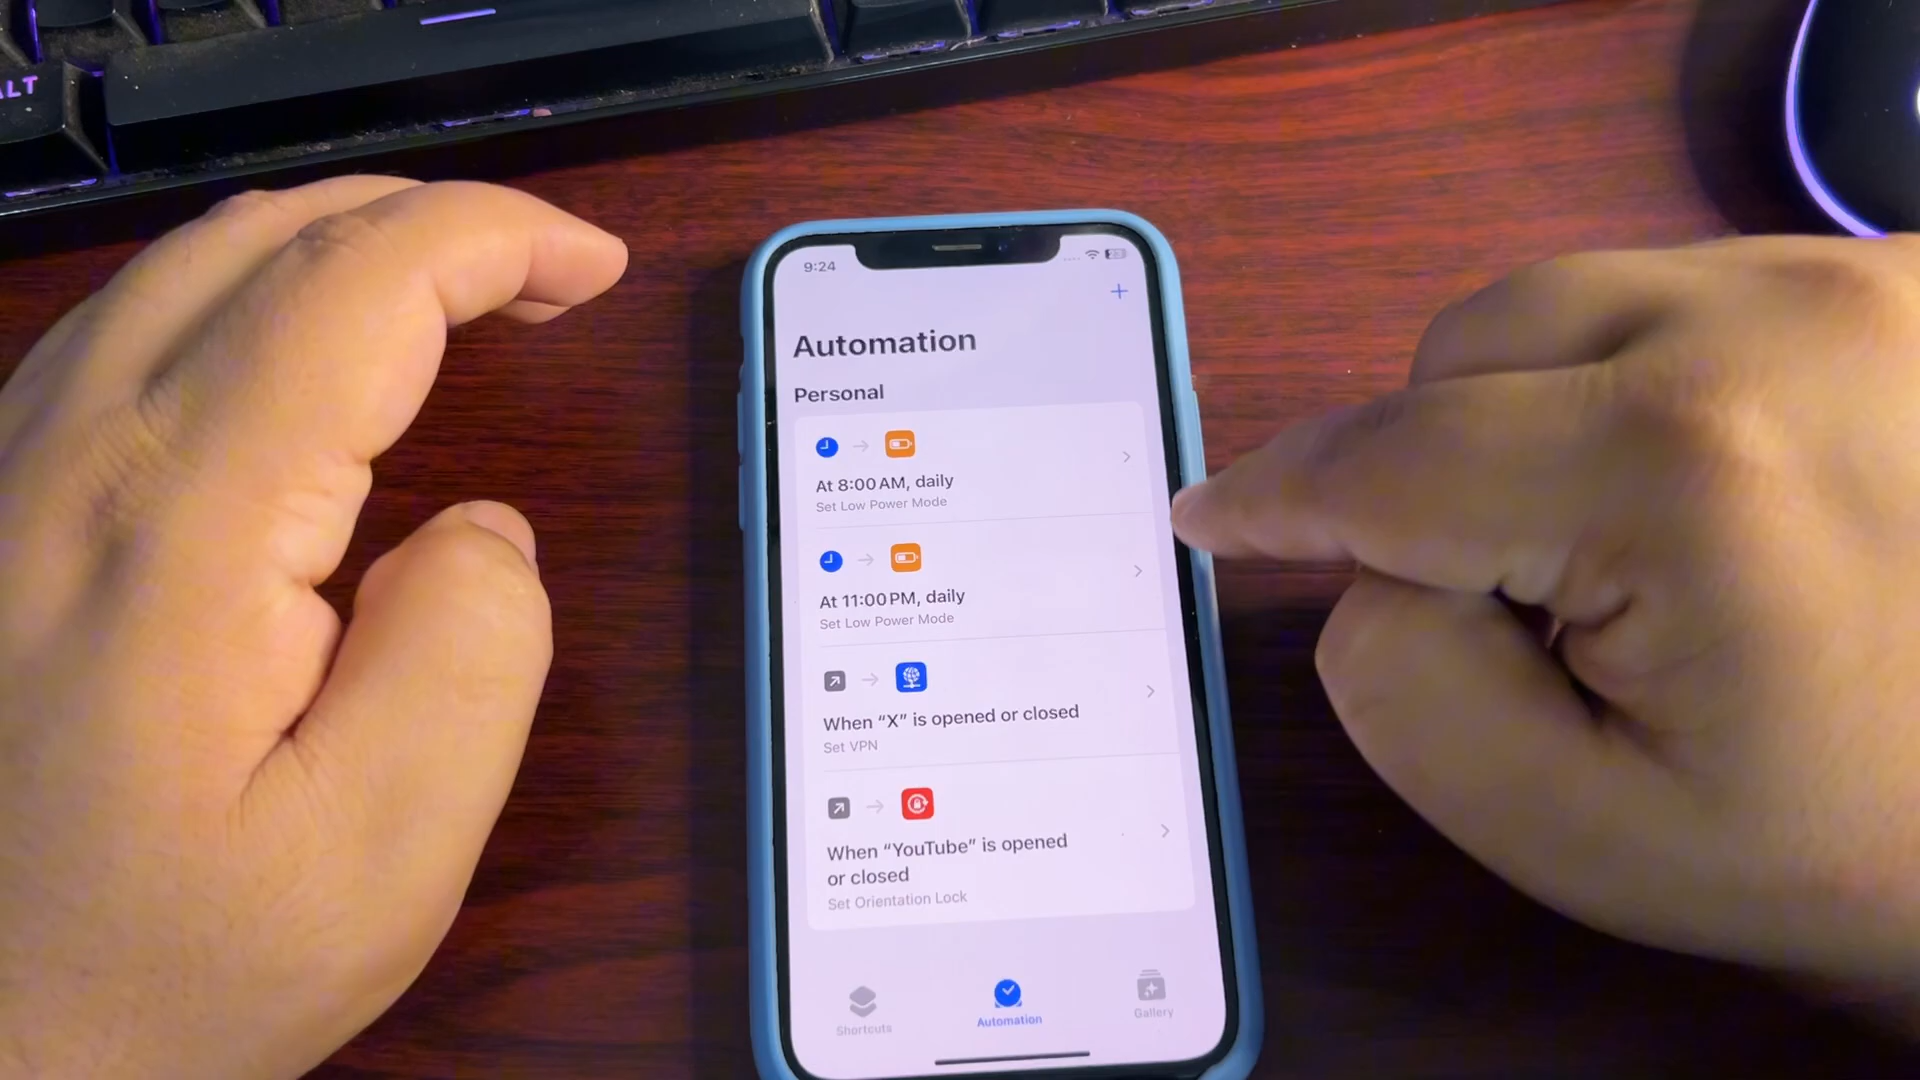 ALT
9:24
+
Automation
Personal
At 8:00 AM, daily
Set Low Power Mode
At 11:00 PM, daily
Set Low Power Mode
When “X” is opened or closed
Set VPN
When “YouTube” is opened
or closed
Set Orientation Lock
Shortcuts
Automation
Gallery